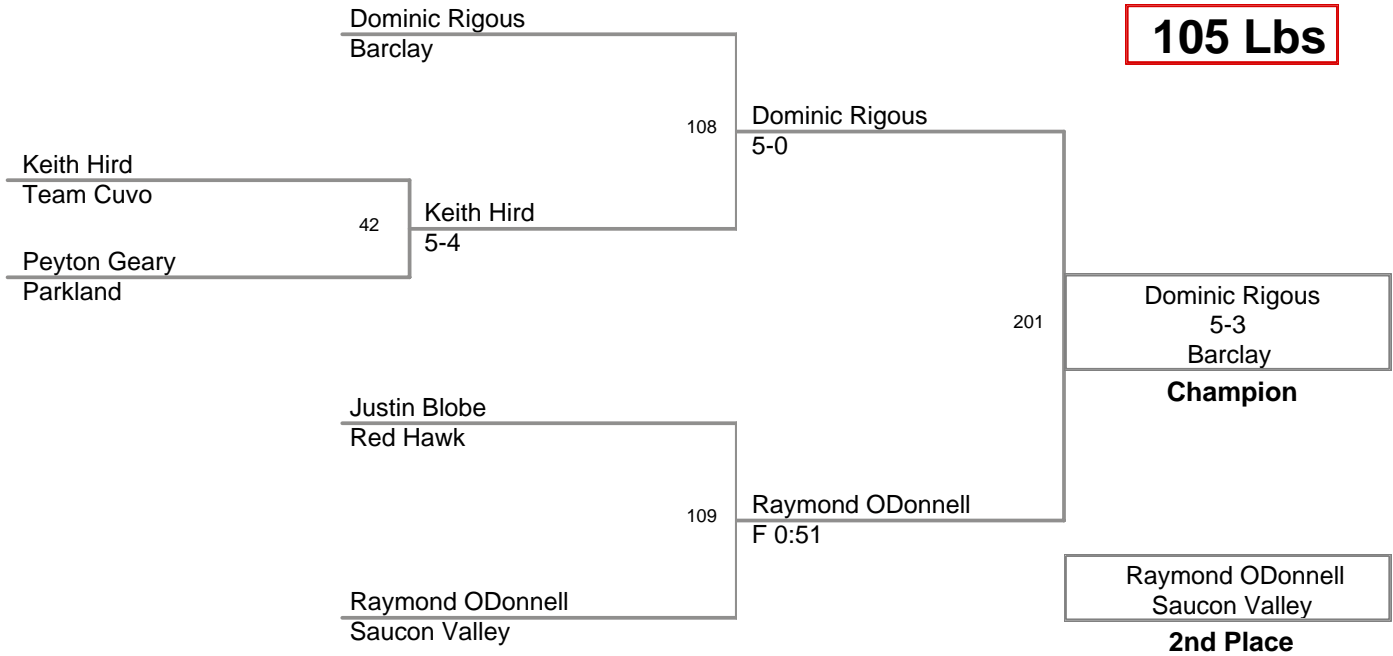 Dominic Rigous
Barclay
105 Lbs
108
Dominic Rigous
5-0
Keith Hird
Team Cuvo
42
Keith Hird
5-4
Peyton Geary
Parkland
201
Dominic Rigous
5-3
Barclay
Champion
Justin Blobe
Red Hawk
109
Raymond ODonnell
F 0:51
Raymond ODonnell
Saucon Valley
Raymond ODonnell
Saucon Valley
2nd Place